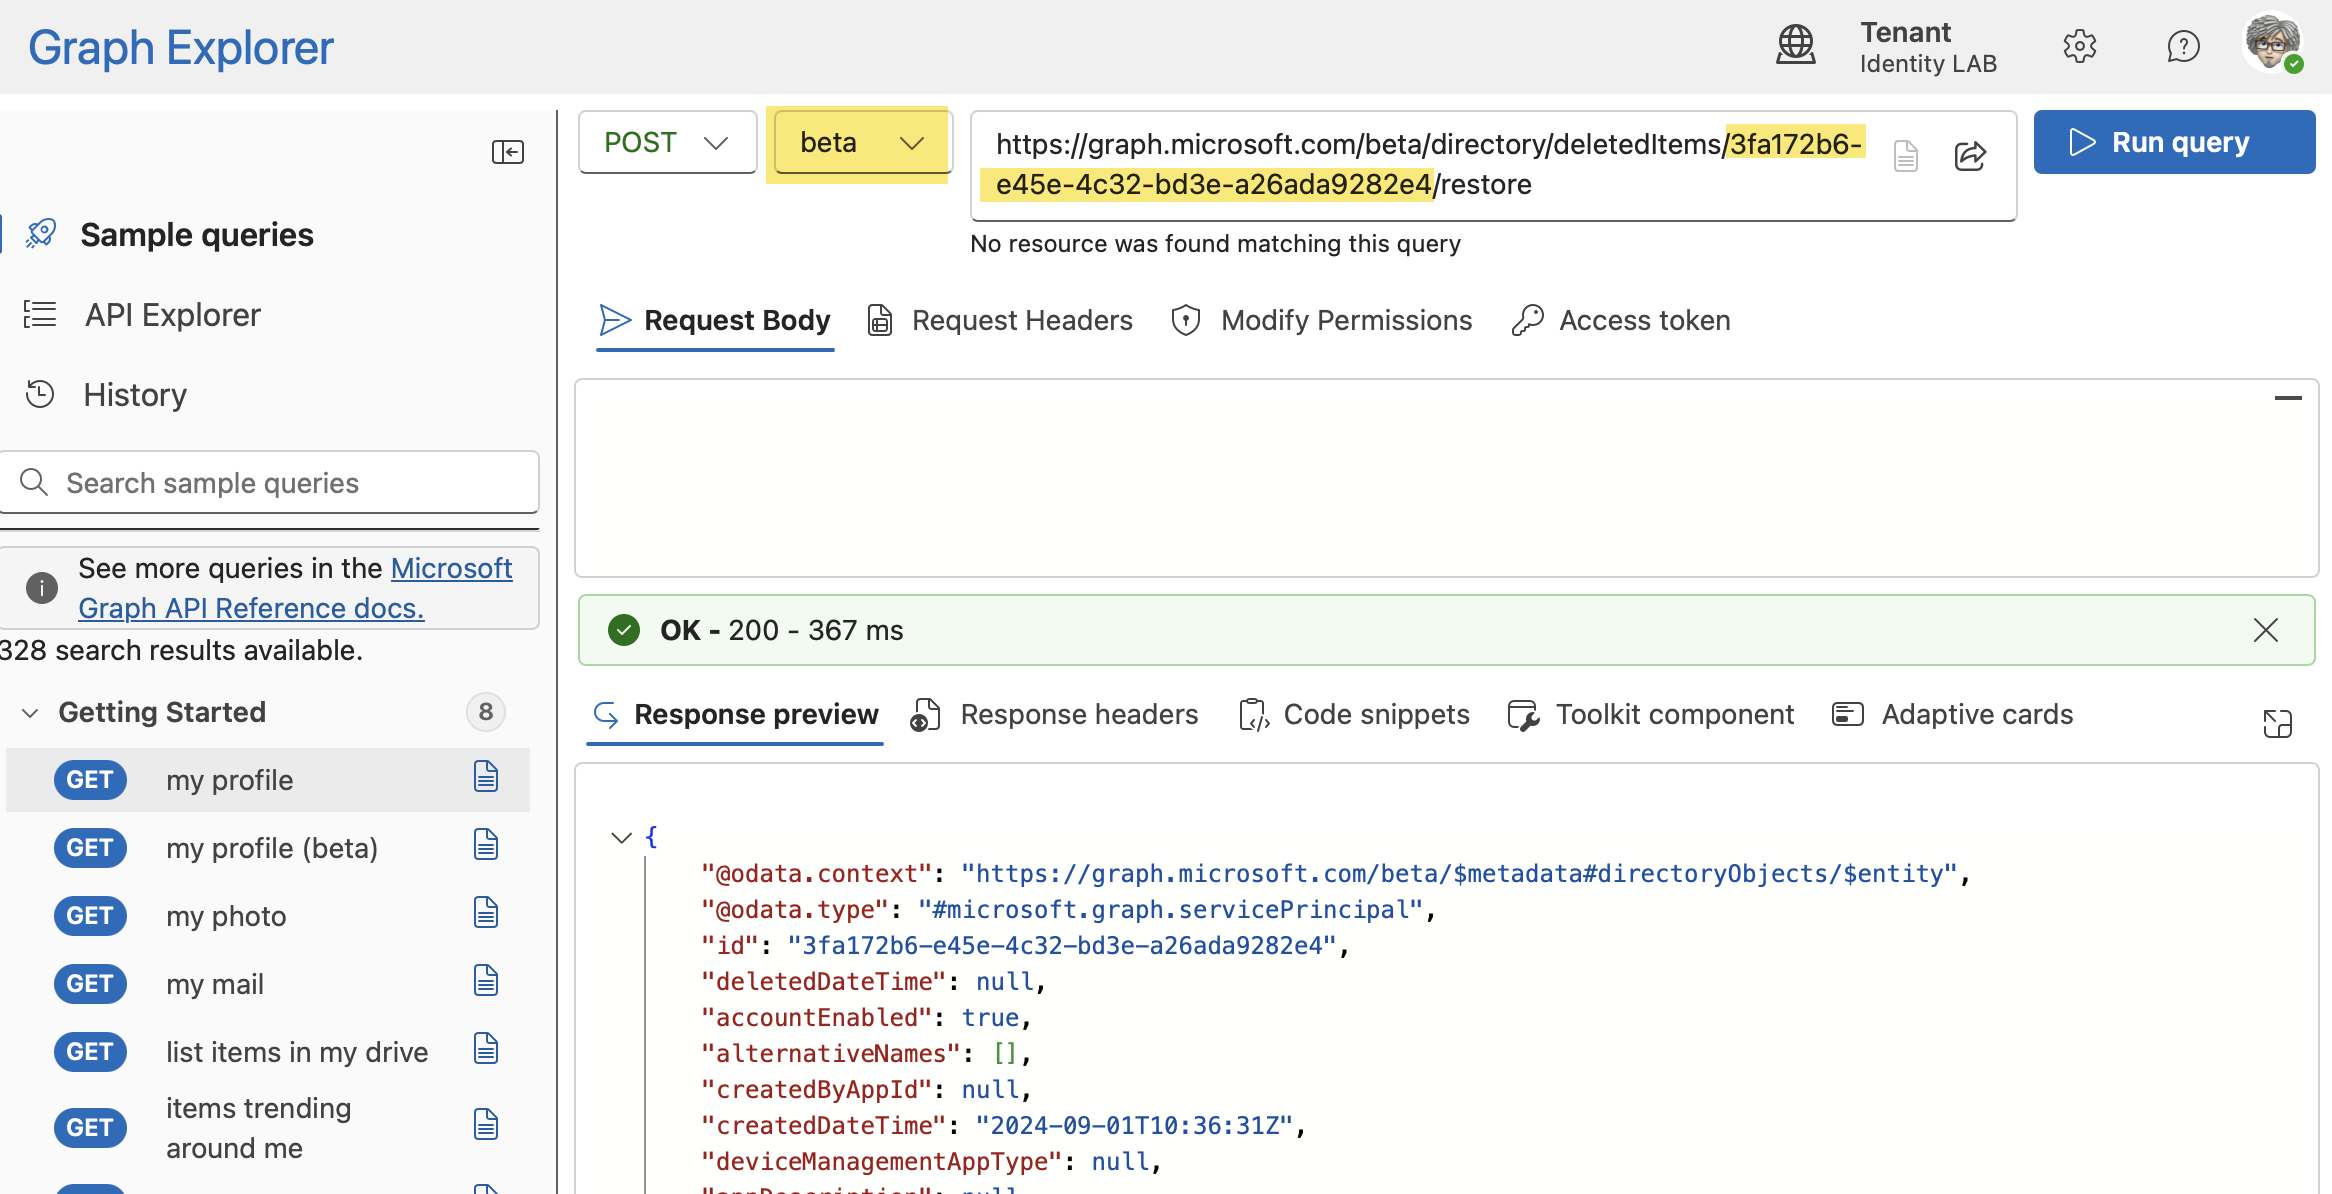 Graph Explorer
Tenant
Identity LAB
Sample queries
API Explorer
History
Search sample queries
See more queries in the Microsoft
Graph API Reference docs.
328 search results available.
Getting Started 8
GET my profile
GET my profile (beta)
GET my photo
GET my mail
GET list items in my drive
GET items trending
around me
POST beta https://graph.microsoft.com/beta/directory/deletedItems/3fa172b6-
e45e-4c32-bd3e-a26ada9282e4/restore
Run query
No resource was found matching this query
Request Body Request Headers Modify Permissions Access token
OK - 200 - 367 ms
Response preview Response headers Code snippets Toolkit component Adaptive cards
{
"@odata.context": "https://graph.microsoft.com/beta/$metadata#directoryObjects/$entity",
"@odata.type": "#microsoft.graph.servicePrincipal",
"id": "3fa172b6-e45e-4c32-bd3e-a26ada9282e4",
"deletedDateTime": null,
"accountEnabled": true,
"alternativeNames": [],
"createdByAppId": null,
"createdDateTime": "2024-09-01T10:36:31Z",
"deviceManagementAppType": null,